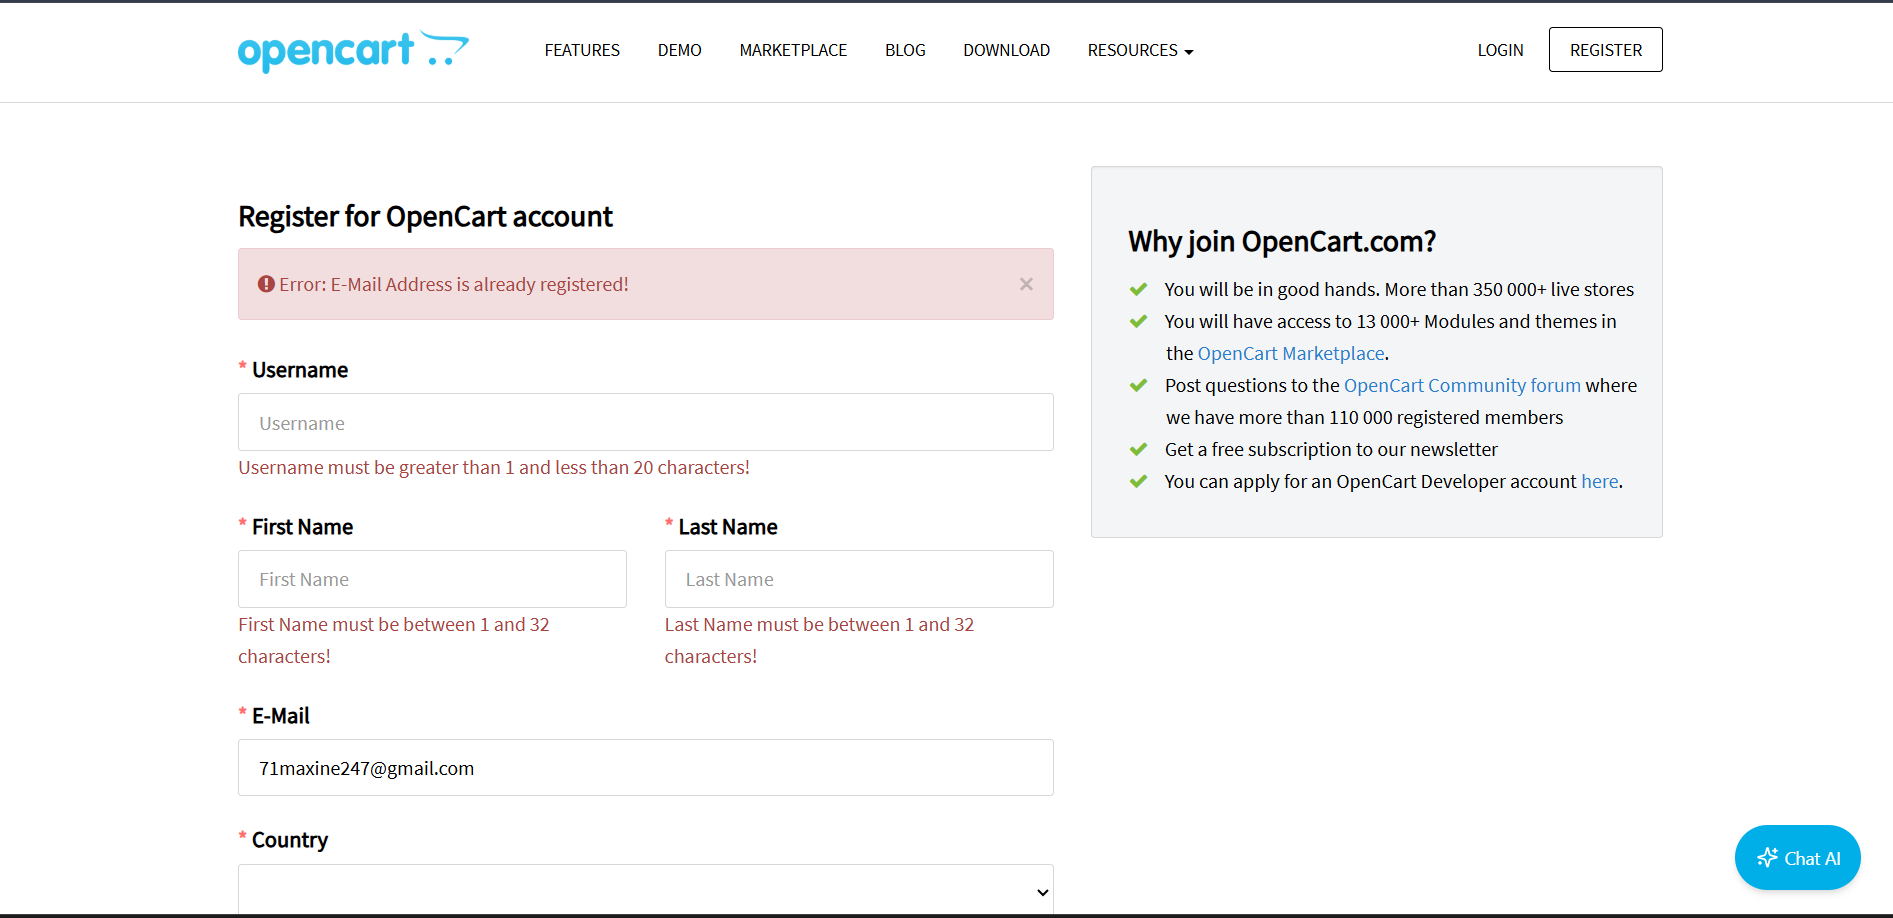 opencart
FEATURES DEMO MARKETPLACE BLOG DOWNLOAD RESOURCES LOGIN REGISTER
Register for OpenCart account
Error: E-Mail Address is already registered! ×
* Username
Username
Username must be greater than 1 and less than 20 characters!
* First Name
First Name
First Name must be between 1 and 32
characters!
* Last Name
Last Name
Last Name must be between 1 and 32
characters!
* E-Mail
71maxine247@gmail.com
* Country
Why join OpenCart.com?
You will be in good hands. More than 350 000+ live stores
You will have access to 13 000+ Modules and themes in
the OpenCart Marketplace.
Post questions to the OpenCart Community forum where
we have more than 110 000 registered members
Get a free subscription to our newsletter
You can apply for an OpenCart Developer account here.
Chat AI